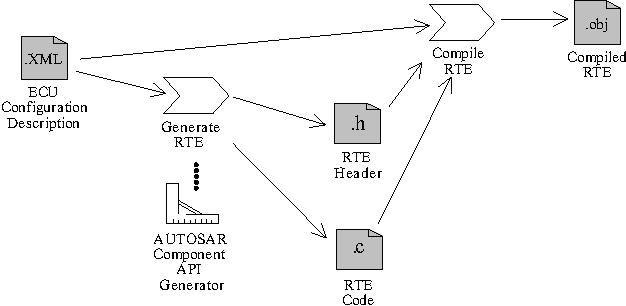 .XML
ECU
Configuration
Description
Generate
RTE
AUTOSAR
Component
API
Generator
.h
RTE
Header
.c
RTE
Code
Compile
RTE
.obj
Compiled
RTE